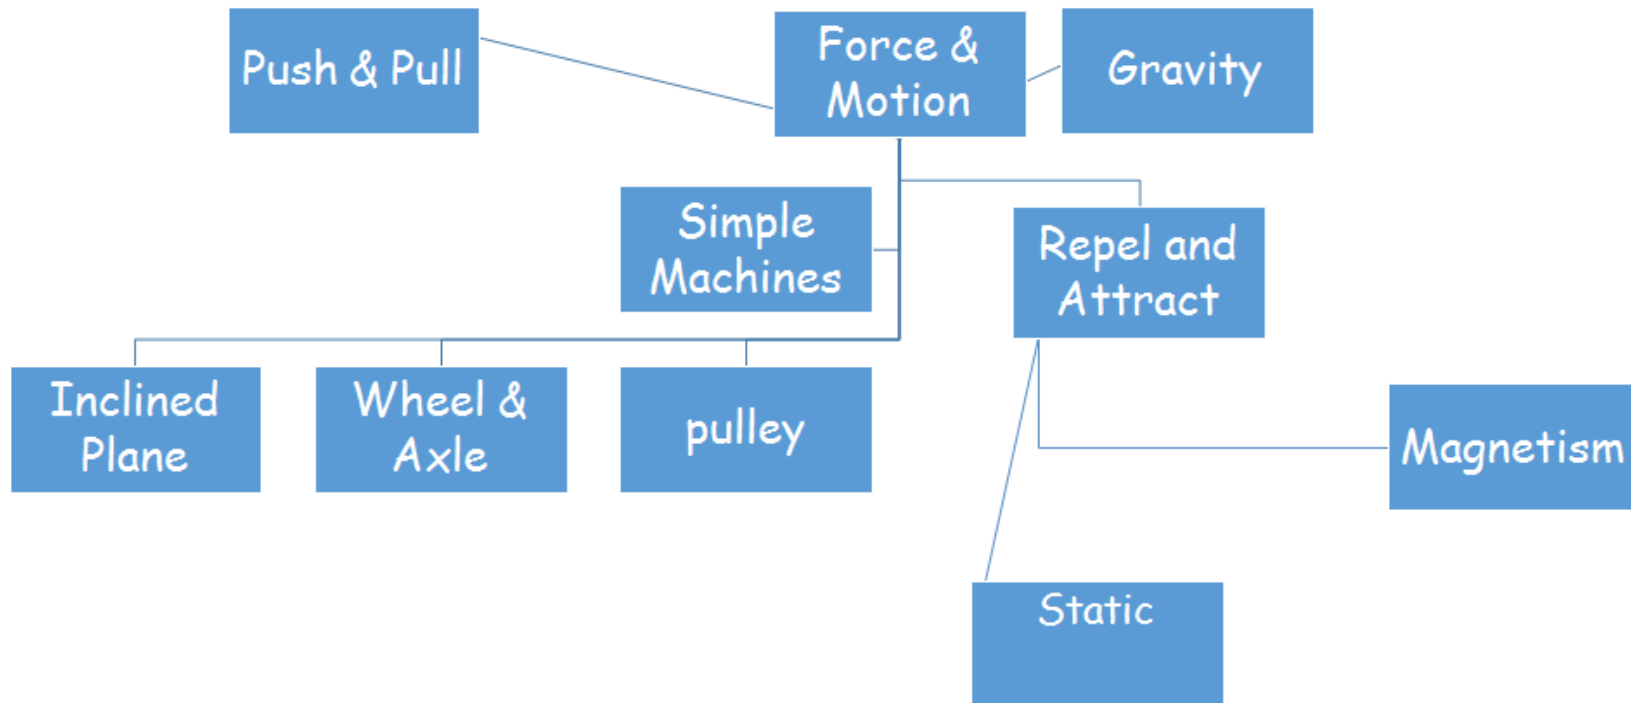 Push & Pull
Force &
Motion
Gravity
Simple
Machines
Repel and
Attract
Inclined
Plane
Wheel &
Axle
pulley
Magnetism
Static